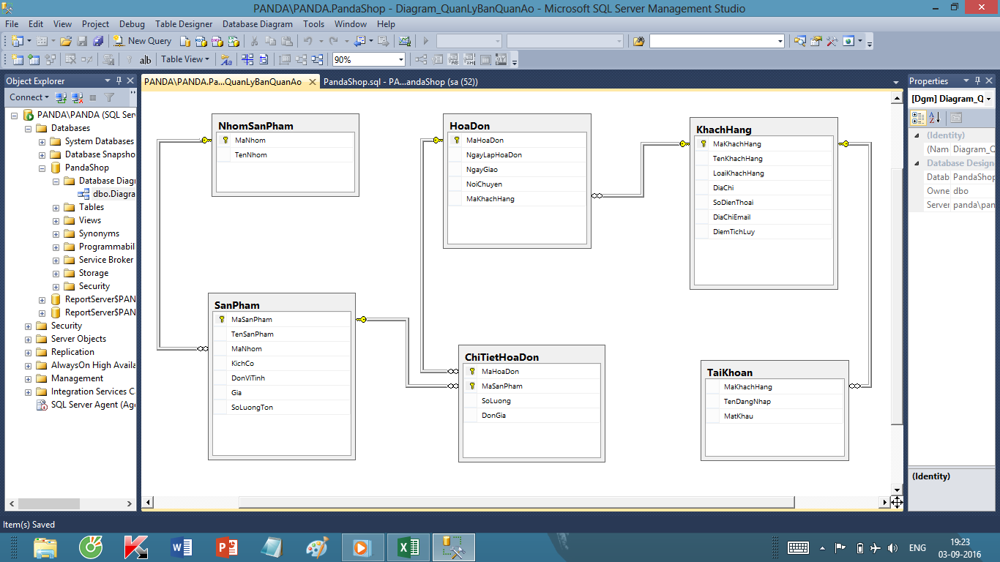 PANDA\PANDA.PandaShop - Diagram_QuanLyBanQuanAo - Microsoft SQL Server Management Studio
File Edit View Project Debug Table Designer Database Diagram Tools Window Help
New Query
Table View 90%
Object Explorer
Connect
PANDA\PANDA (SQL Ser
Databases
System Databases
Database Snapsho
PandaShop
Database Diagr
dbo.Diagra
Tables
Views
Synonyms
Programmabil
Service Broker
Storage
Security
ReportServer$PAN
ReportServer$PAN
Security
Server Objects
Replication
AlwaysOn High Availa
Management
Integration Services C
SQL Server Agent (Age
PANDA\PANDA.Pa...QuanLyBanQuanAo
PandaShop.sql - PA...andaShop (sa (52))
NhomSanPham
MaNhom
TenNhom
HoaDon
MaHoaDon
NgayLapHoaDon
NgayGiao
NoiChuyen
MaKhachHang
KhachHang
MaKhachHang
TenKhachHang
LoaiKhachHang
DiaChi
SoDienThoai
DiaChiEmail
DiemTichLuy
SanPham
MaSanPham
TenSanPham
MaNhom
KichCo
DonViTinh
Gia
SoLuongTon
ChiTietHoaDon
MaHoaDon
MaSanPham
SoLuong
DonGia
TaiKhoan
MaKhachHang
TenDangNhap
MatKhau
Properties
[Dgm] Diagram_Q
(Identity)
(Nam Diagram_Q
Database Design
Datab PandaShop
Owne dbo
Server panda\pan
(Identity)
Item(s) Saved
ENG
19:23
03-09-2016